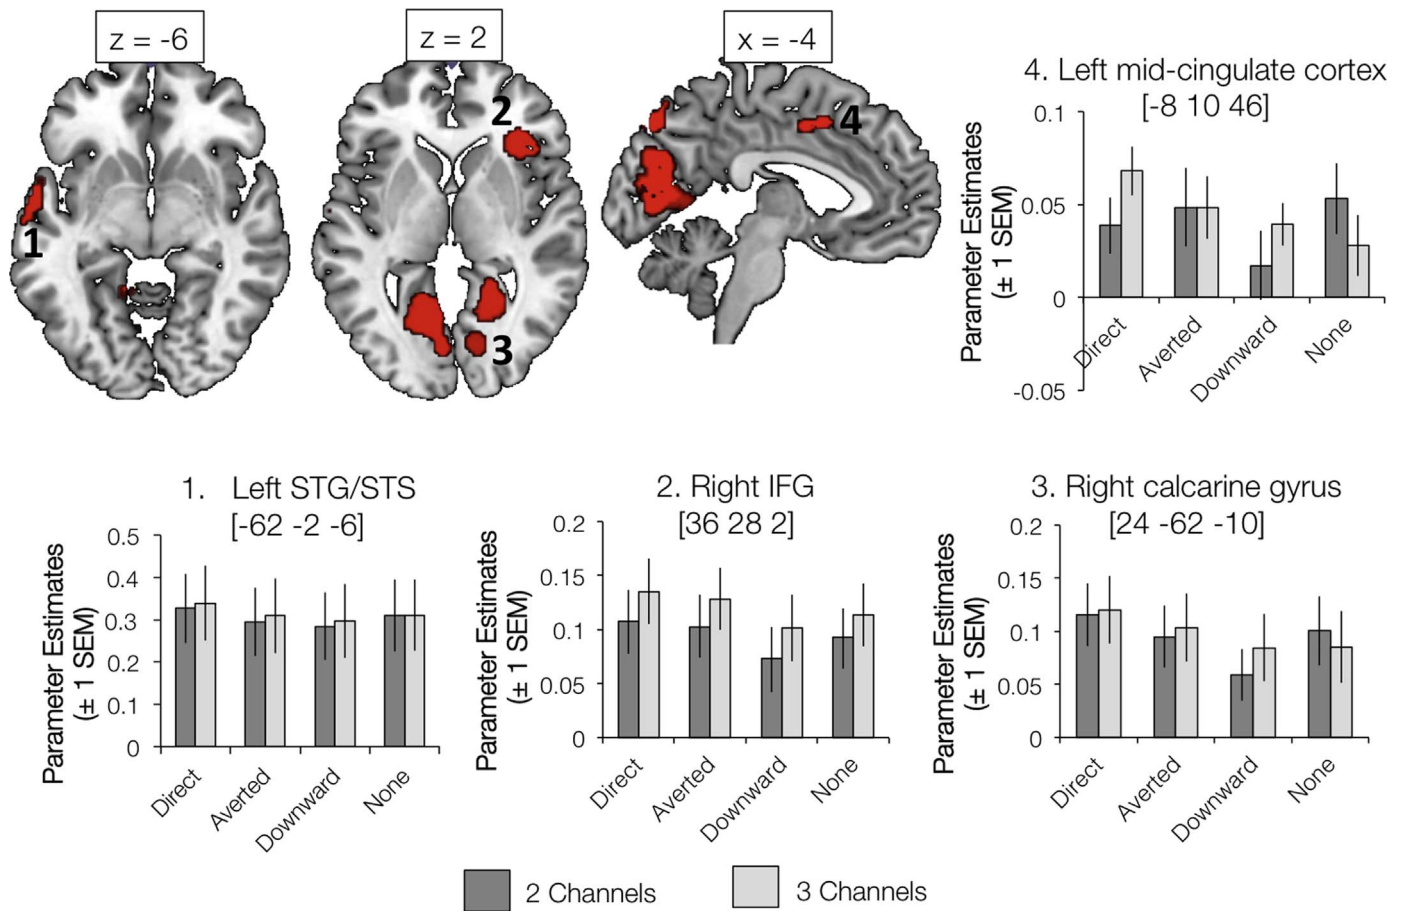 z = -6
z = 2
x = -4
1
2
3
4
4. Left mid-cingulate cortex
[-8 10 46]
Parameter Estimates
(± 1 SEM)
0.1
0.05
0
-0.05
Direct
Averted
Downward
None
1. Left STG/STS
[-62 -2 -6]
Parameter Estimates
(± 1 SEM)
0.5
0.4
0.3
0.2
0.1
0
Direct
Averted
Downward
None
2. Right IFG
[36 28 2]
Parameter Estimates
(± 1 SEM)
0.2
0.15
0.1
0.05
0
Direct
Averted
Downward
None
3. Right calcarine gyrus
[24 -62 -10]
Parameter Estimates
(± 1 SEM)
0.2
0.15
0.1
0.05
0
Direct
Averted
Downward
None
2 Channels
3 Channels